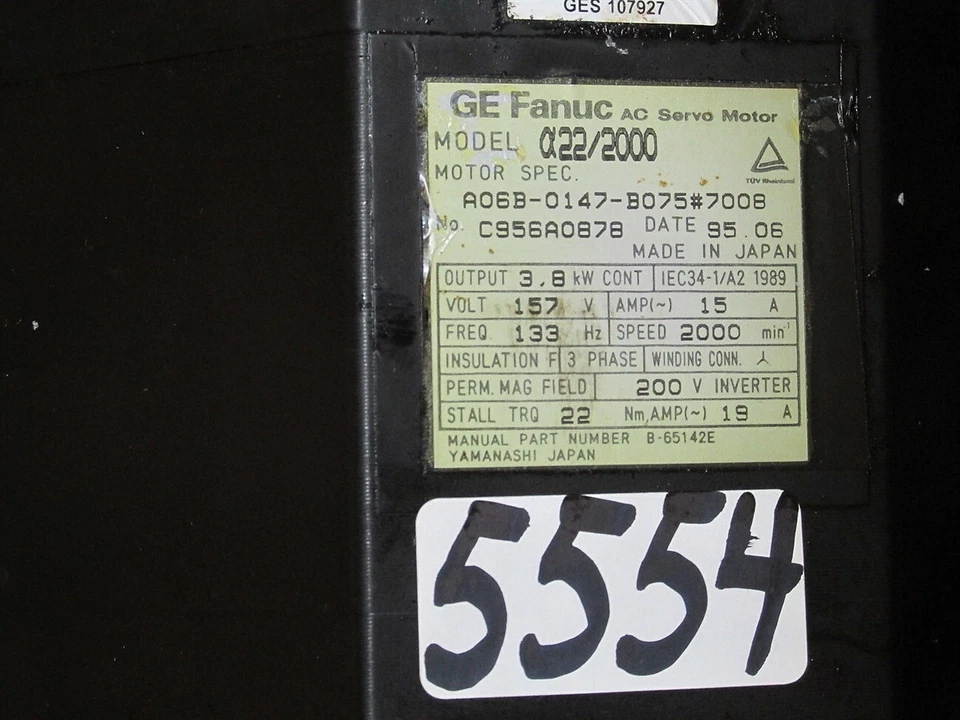 GES 107927
GE Fanuc AC Servo Motor
MODEL α22/2000
TÜV Rheinland
MOTOR SPEC.
A06B-0147-B075#7008
No. C956A0878 DATE 95.06
MADE IN JAPAN
OUTPUT 3.8 kW CONT IEC34-1/A2 1989
VOLT 157 V AMP(~) 15 A
FREQ. 133 Hz SPEED 2000 min⁻¹
INSULATION F 3 PHASE WINDING CONN. 人
PERM. MAG FIELD 200 V INVERTER
STALL TRQ 22 Nm, AMP(~) 19 A
MANUAL PART NUMBER B-65142E
YAMANASHI JAPAN
5554